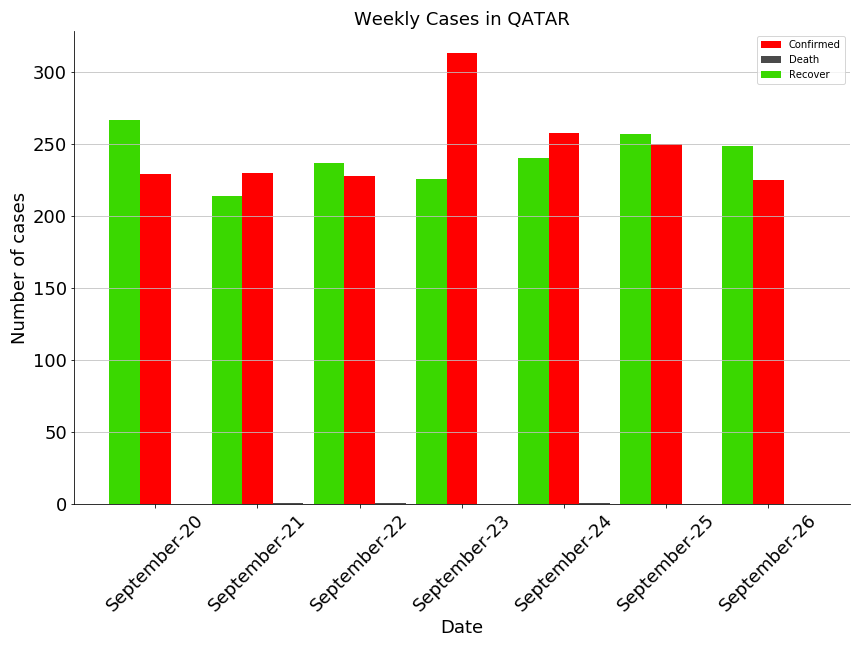 Weekly Cases in QATAR
Confirmed
Death
Recover
Number of cases
300
250
200
150
100
50
0
September-20
September-21
September-22
September-23
September-24
September-25
September-26
Date